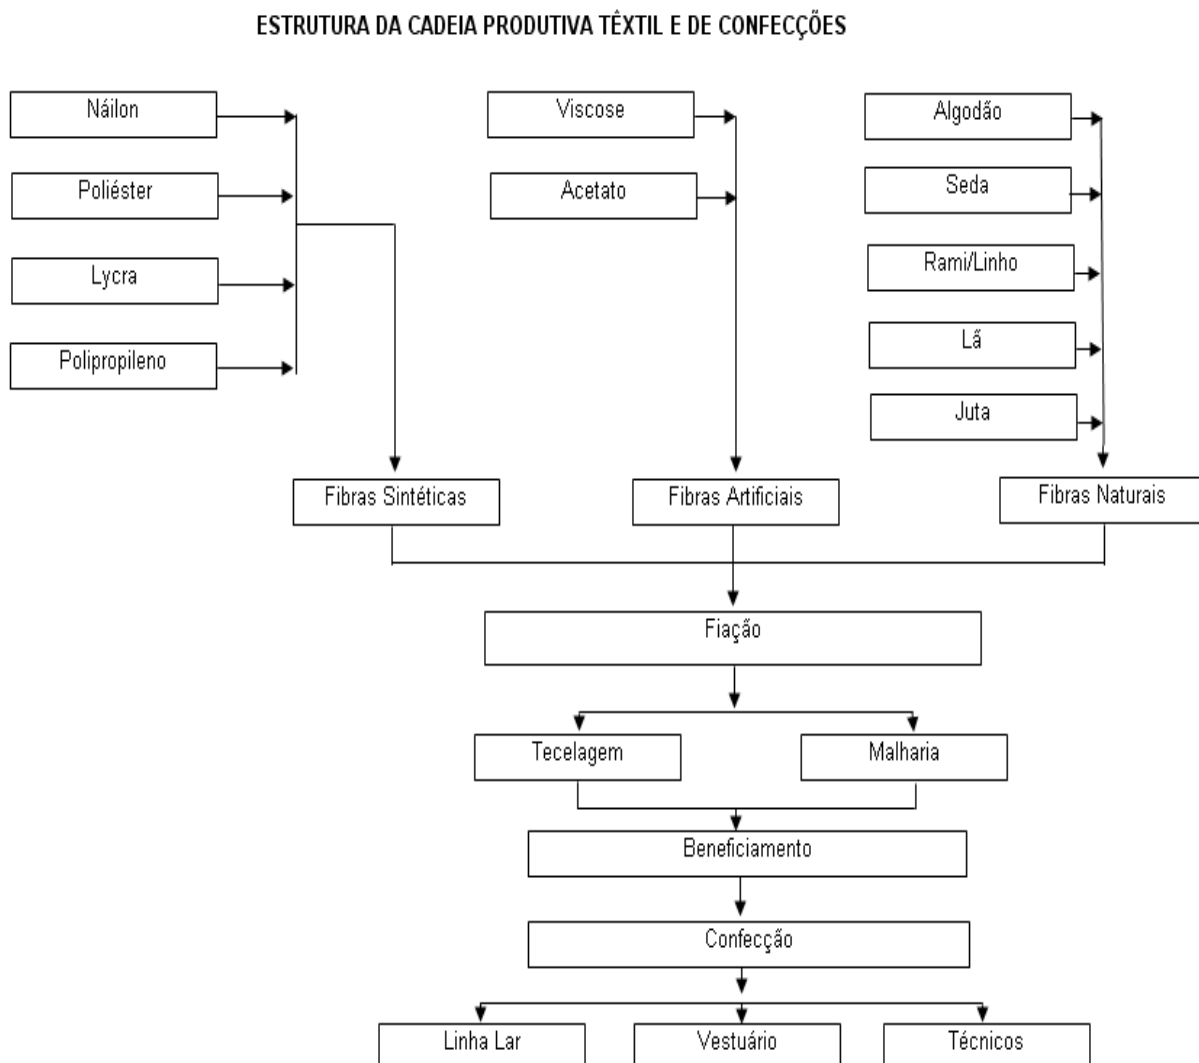 ESTRUTURA DA CADEIA PRODUTIVA TÊXTIL E DE CONFECÇÕES
Náilon
Viscose
Algodão
Poliéster
Acetato
Seda
Lycra
Rami/Linho
Polipropileno
Lã
Juta
Fibras Sintéticas
Fibras Artificiais
Fibras Naturais
Fiação
Tecelagem
Malharia
Beneficiamento
Confecção
Linha Lar
Vestuário
Técnicos